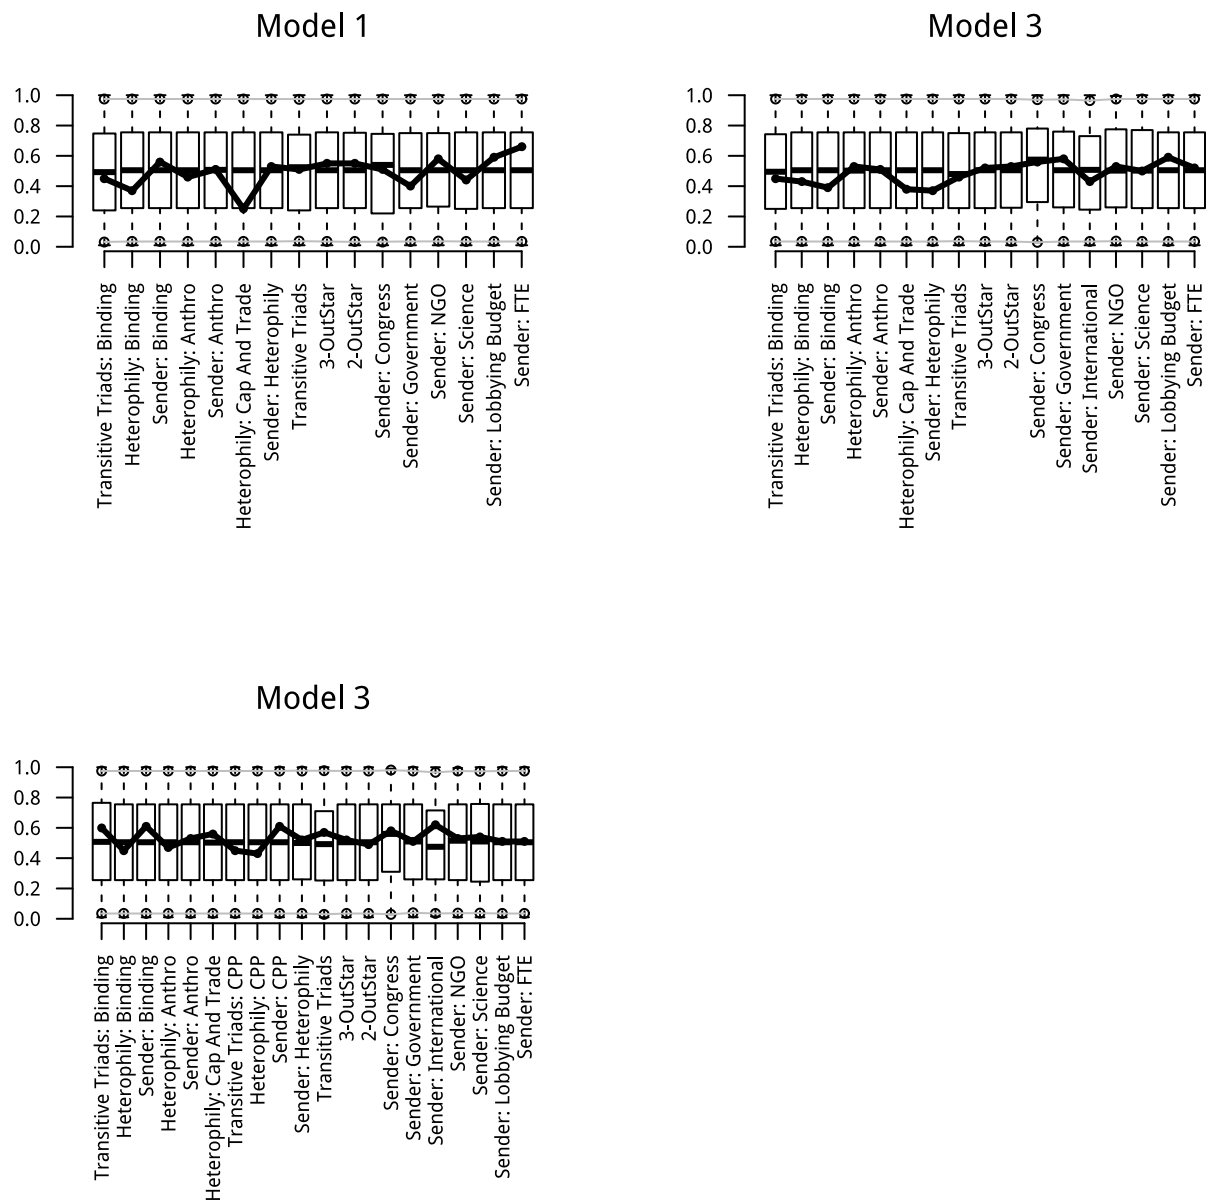 Model 1
1.0
0.8
0.6
0.4
0.2
0.0
Transitive Triads: Binding
Heterophily: Binding
Sender: Binding
Heterophily: Anthro
Sender: Anthro
Heterophily: Cap And Trade
Sender: Heterophily
Transitive Triads
3-OutStar
2-OutStar
Sender: Congress
Sender: Government
Sender: NGO
Sender: Science
Sender: Lobbying Budget
Sender: FTE
Model 3
1.0
0.8
0.6
0.4
0.2
0.0
Transitive Triads: Binding
Heterophily: Binding
Sender: Binding
Heterophily: Anthro
Sender: Anthro
Heterophily: Cap And Trade
Sender: Heterophily
Transitive Triads
3-OutStar
2-OutStar
Sender: Congress
Sender: Government
Sender: International
Sender: NGO
Sender: Science
Sender: Lobbying Budget
Sender: FTE
Model 3
1.0
0.8
0.6
0.4
0.2
0.0
Transitive Triads: Binding
Heterophily: Binding
Sender: Binding
Heterophily: Anthro
Sender: Anthro
Heterophily: Cap And Trade
Transitive Triads: CPP
Heterophily: CPP
Sender: CPP
Sender: Heterophily
Transitive Triads
3-OutStar
2-OutStar
Sender: Congress
Sender: Government
Sender: International
Sender: NGO
Sender: Science
Sender: Lobbying Budget
Sender: FTE